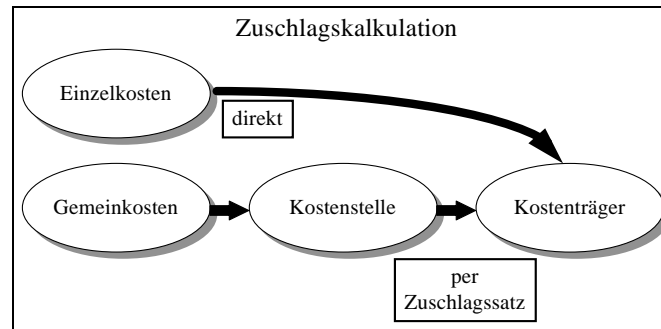 Zuschlagskalkulation
Einzelkosten
direkt
Gemeinkosten
Kostenstelle
Kostenträger
per
Zuschlagssatz